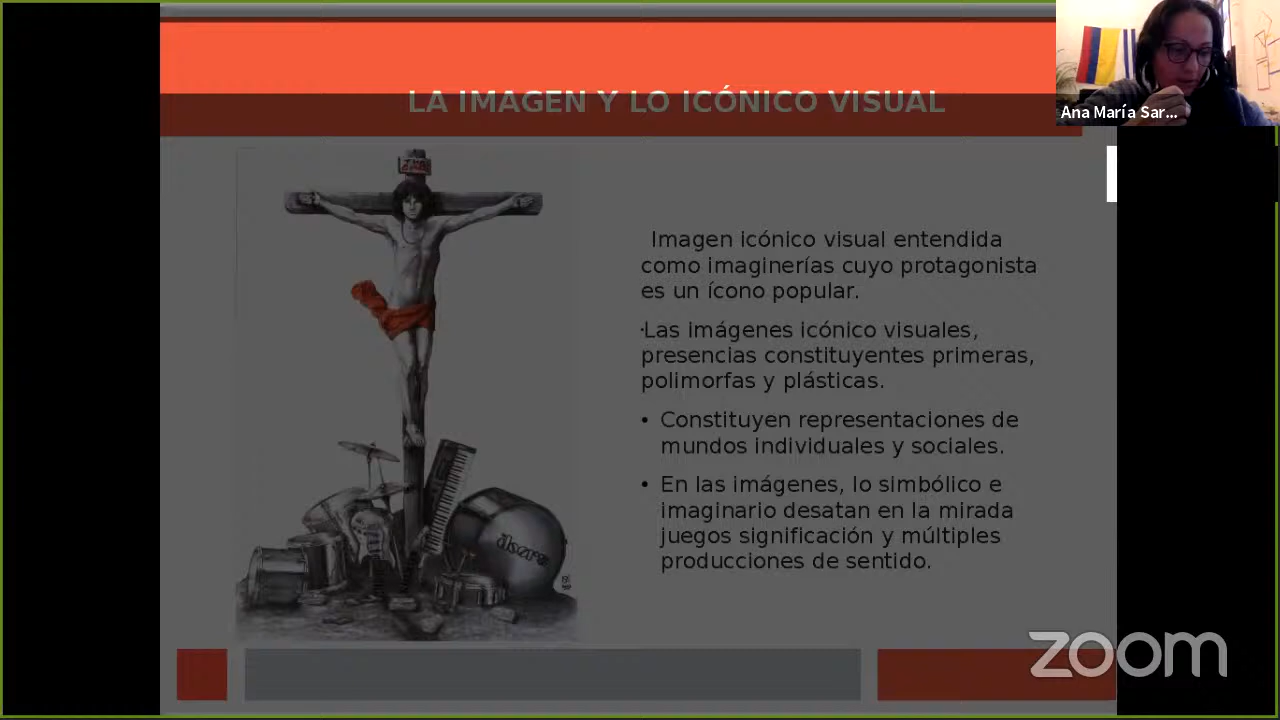 LA IMAGEN Y LO ICÓNICO VISUAL
Ana María Sar...
Imagen icónico visual entendida
como imaginerías cuyo protagonista
es un ícono popular.
·Las imágenes icónico visuales,
presencias constituyentes primeras,
polimorfas y plásticas.
• Constituyen representaciones de
mundos individuales y sociales.
• En las imágenes, lo simbólico e
imaginario desatan en la mirada
juegos significación y múltiples
producciones de sentido.
zoom